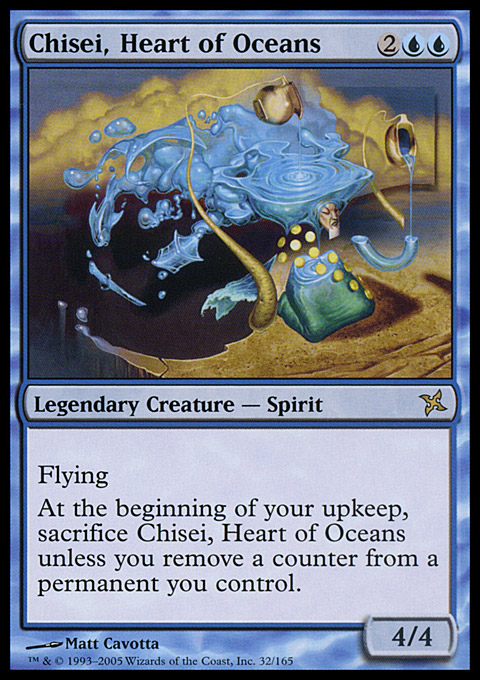 Chisei, Heart of Oceans 2
Legendary Creature — Spirit
Flying
At the beginning of your upkeep,
sacrifice Chisei, Heart of Oceans
unless you remove a counter from a
permanent you control.
4/4
Matt Cavotta
™ & © 1993–2005 Wizards of the Coast, Inc. 32/165